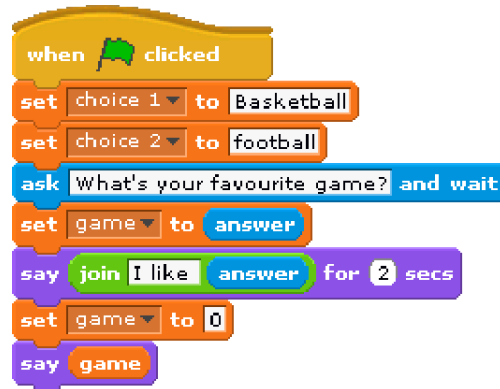 when clicked
set choice 1 to Basketball
set choice 2 to football
ask What's your favourite game? and wait
set game to answer
say join I like answer for 2 secs
set game to 0
say game